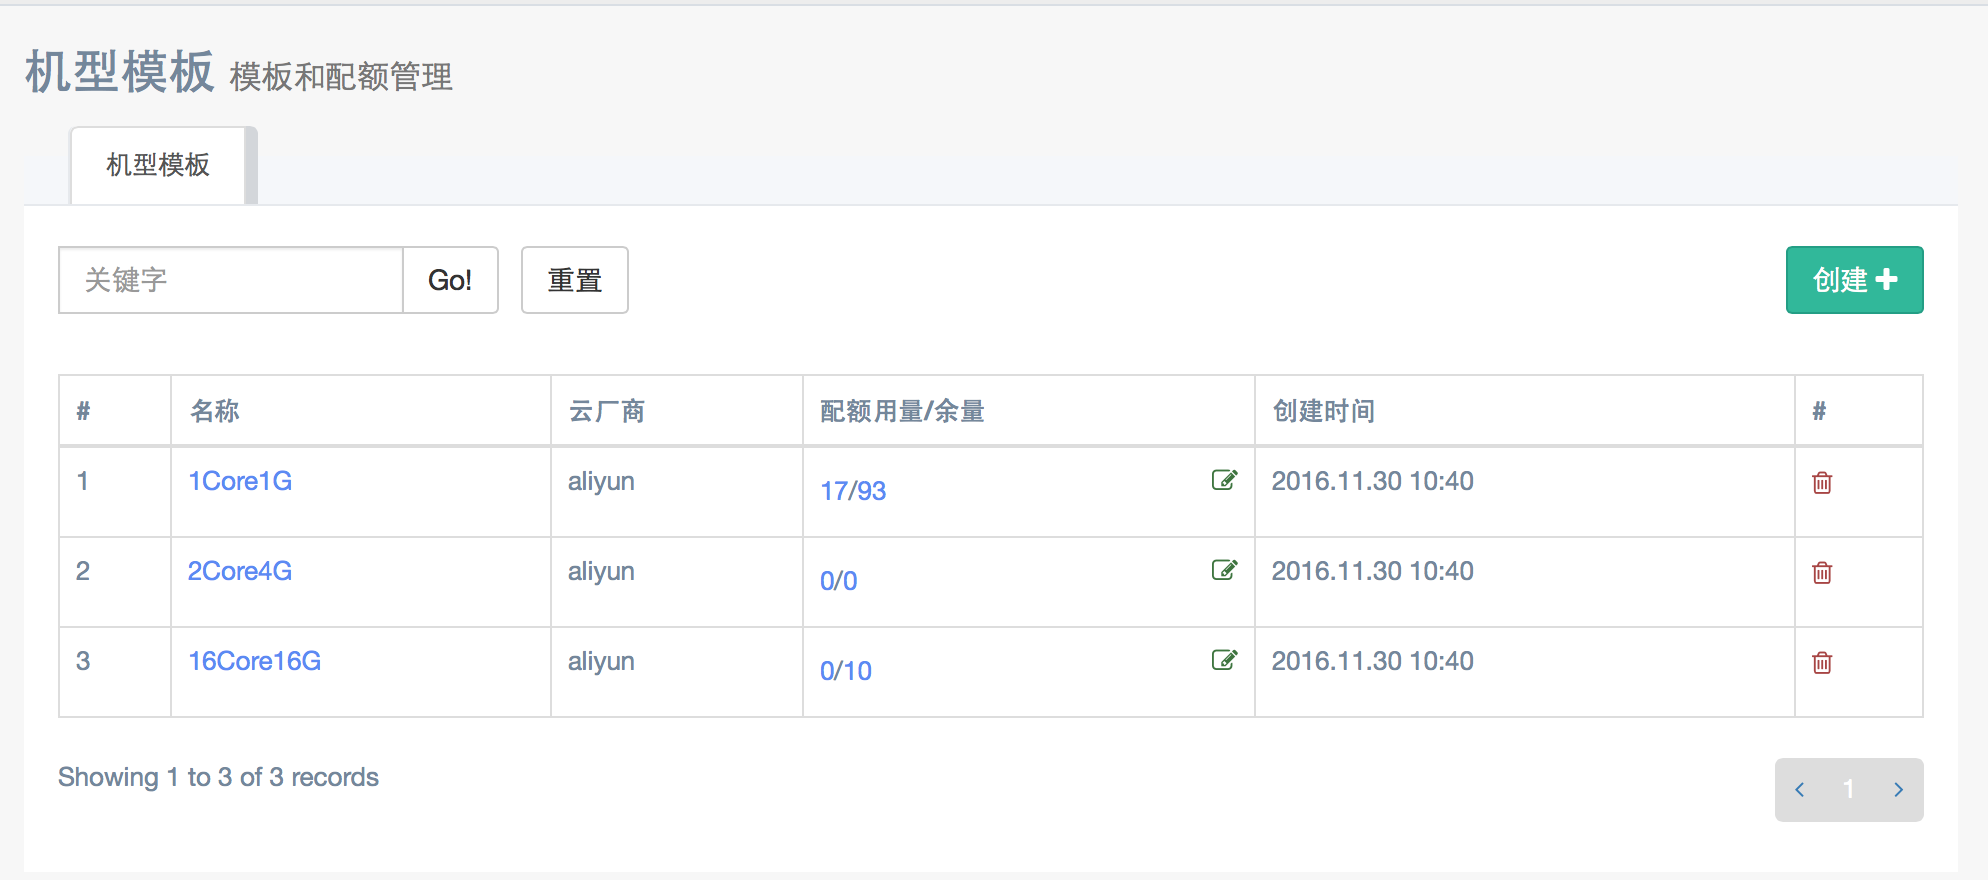 机型模板 模板和配额管理
机型模板
关键字 Go! 重置 创建
# 名称 云厂商 配额用量/余量 创建时间 #
1 1Core1G aliyun 17/93 2016.11.30 10:40
2 2Core4G aliyun 0/0 2016.11.30 10:40
3 16Core16G aliyun 0/10 2016.11.30 10:40
Showing 1 to 3 of 3 records 1